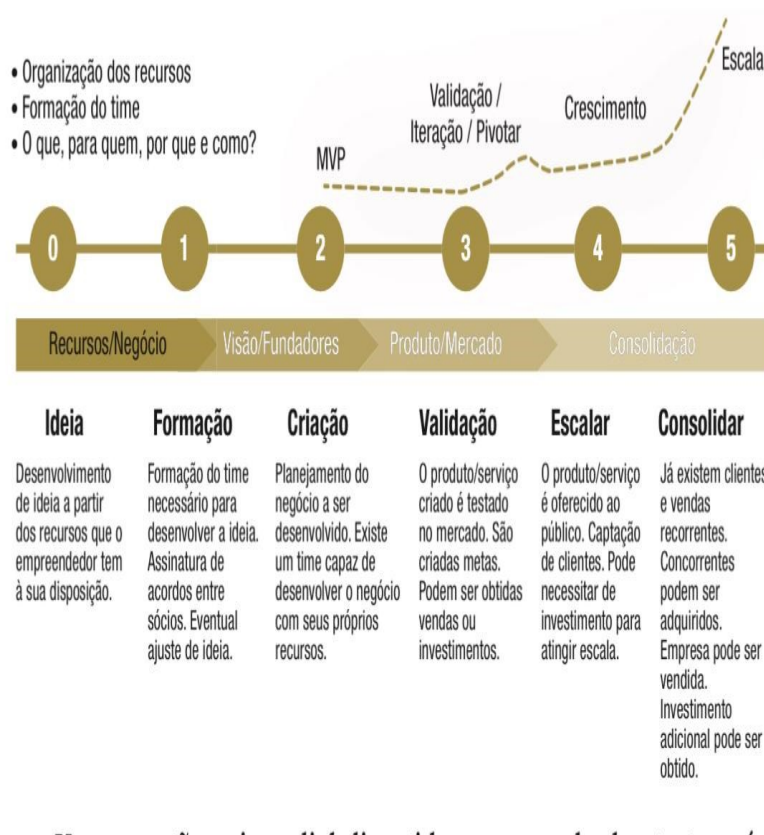 • Organização dos recursos
• Formação do time
• O que, para quem, por que e como?
MVP
Validação /
Iteração / Pivotar
Crescimento
Escala
0
1
2
3
4
5
Recursos/Negócio
Visão/Fundadores
Produto/Mercado
Consolidação
Ideia
Desenvolvimento
de ideia a partir
dos recursos que o
empreendedor tem
à sua disposição.
Formação
Formação do time
necessário para
desenvolver a ideia.
Assinatura de
acordos entre
sócios. Eventual
ajuste de ideia.
Criação
Planejamento do
negócio a ser
desenvolvido. Existe
um time capaz de
desenvolver o negócio
com seus próprios
recursos.
Validação
O produto/serviço
criado é testado
no mercado. São
criadas metas.
Podem ser obtidas
vendas ou
investimentos.
Escalar
O produto/serviço
é oferecido ao
público. Captação
de clientes. Pode
necessitar de
investimento para
atingir escala.
Consolidar
Já existem clientes
e vendas
recorrentes.
Concorrentes
podem ser
adquiridos.
Empresa pode ser
vendida.
Investimento
adicional pode ser
obtido.